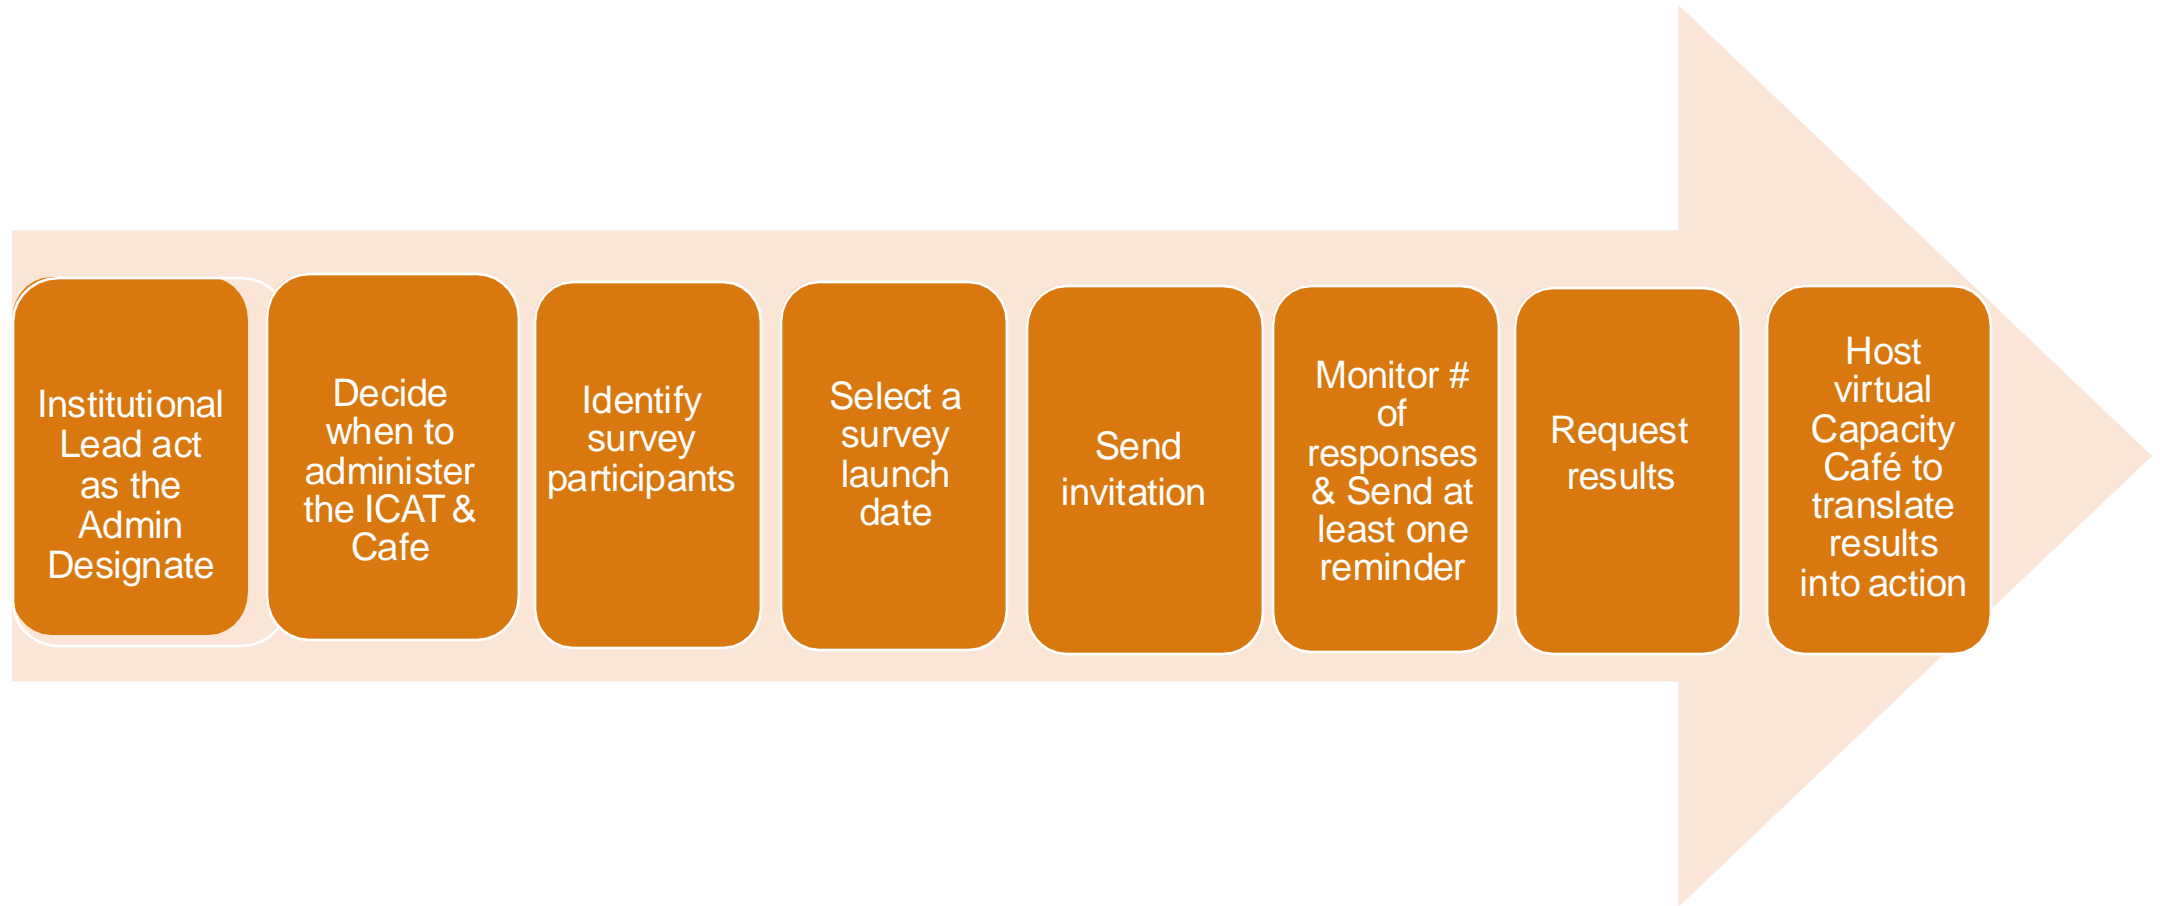 Institutional
Lead act
as the
Admin
Designate
Decide
when to
administer
the ICAT &
Cafe
Identify
survey
participants
Select a
survey
launch
date
Send
invitation
Monitor #
of
responses
& Send at
least one
reminder
Request
results
Host
virtual
Capacity
Café to
translate
results
into action